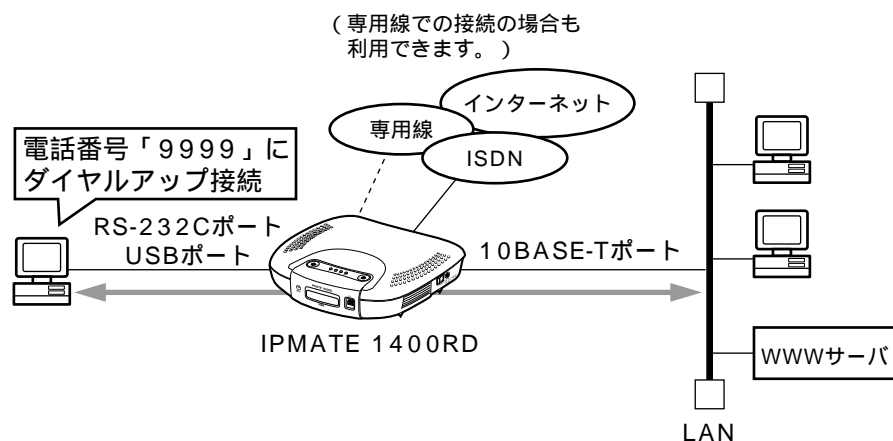 (専用線での接続の場合も
利用できます。)
インターネット
専用線
ISDN
電話番号「9999」に
ダイヤルアップ接続
RS-232Cポート
USBポート
10BASE-Tポート
IPMATE 1400RD
WWWサーバ
LAN